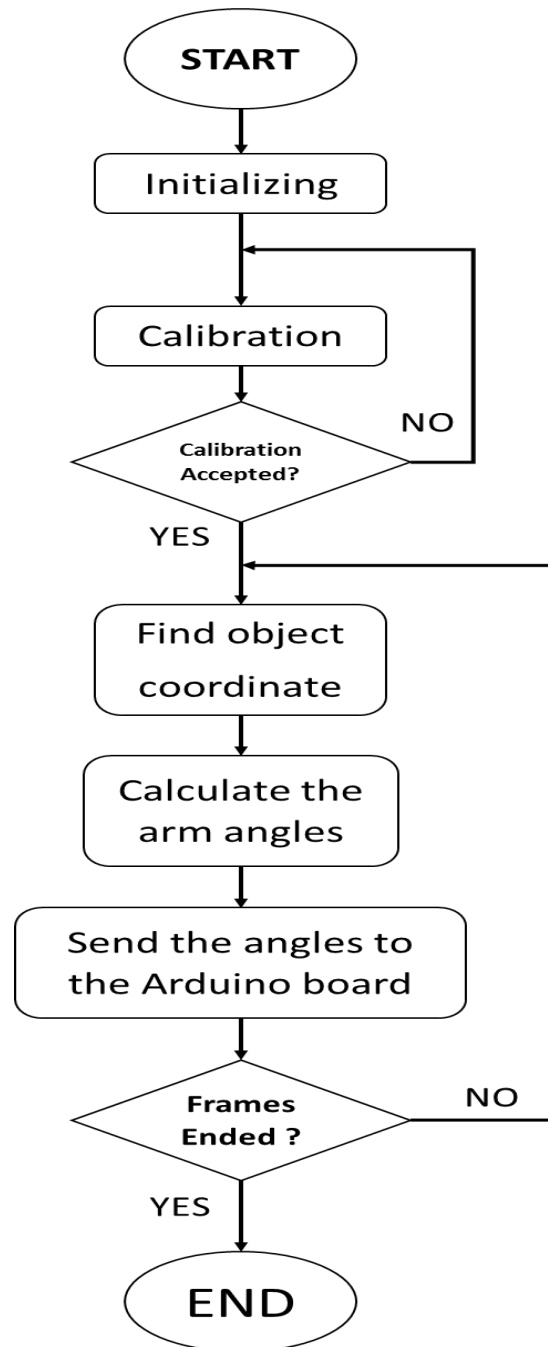 START
Initializing
Calibration
NO
Calibration
Accepted?
YES
Find object
coordinate
Calculate the
arm angles
Send the angles to
the Arduino board
Frames
Ended ?
NO
YES
END